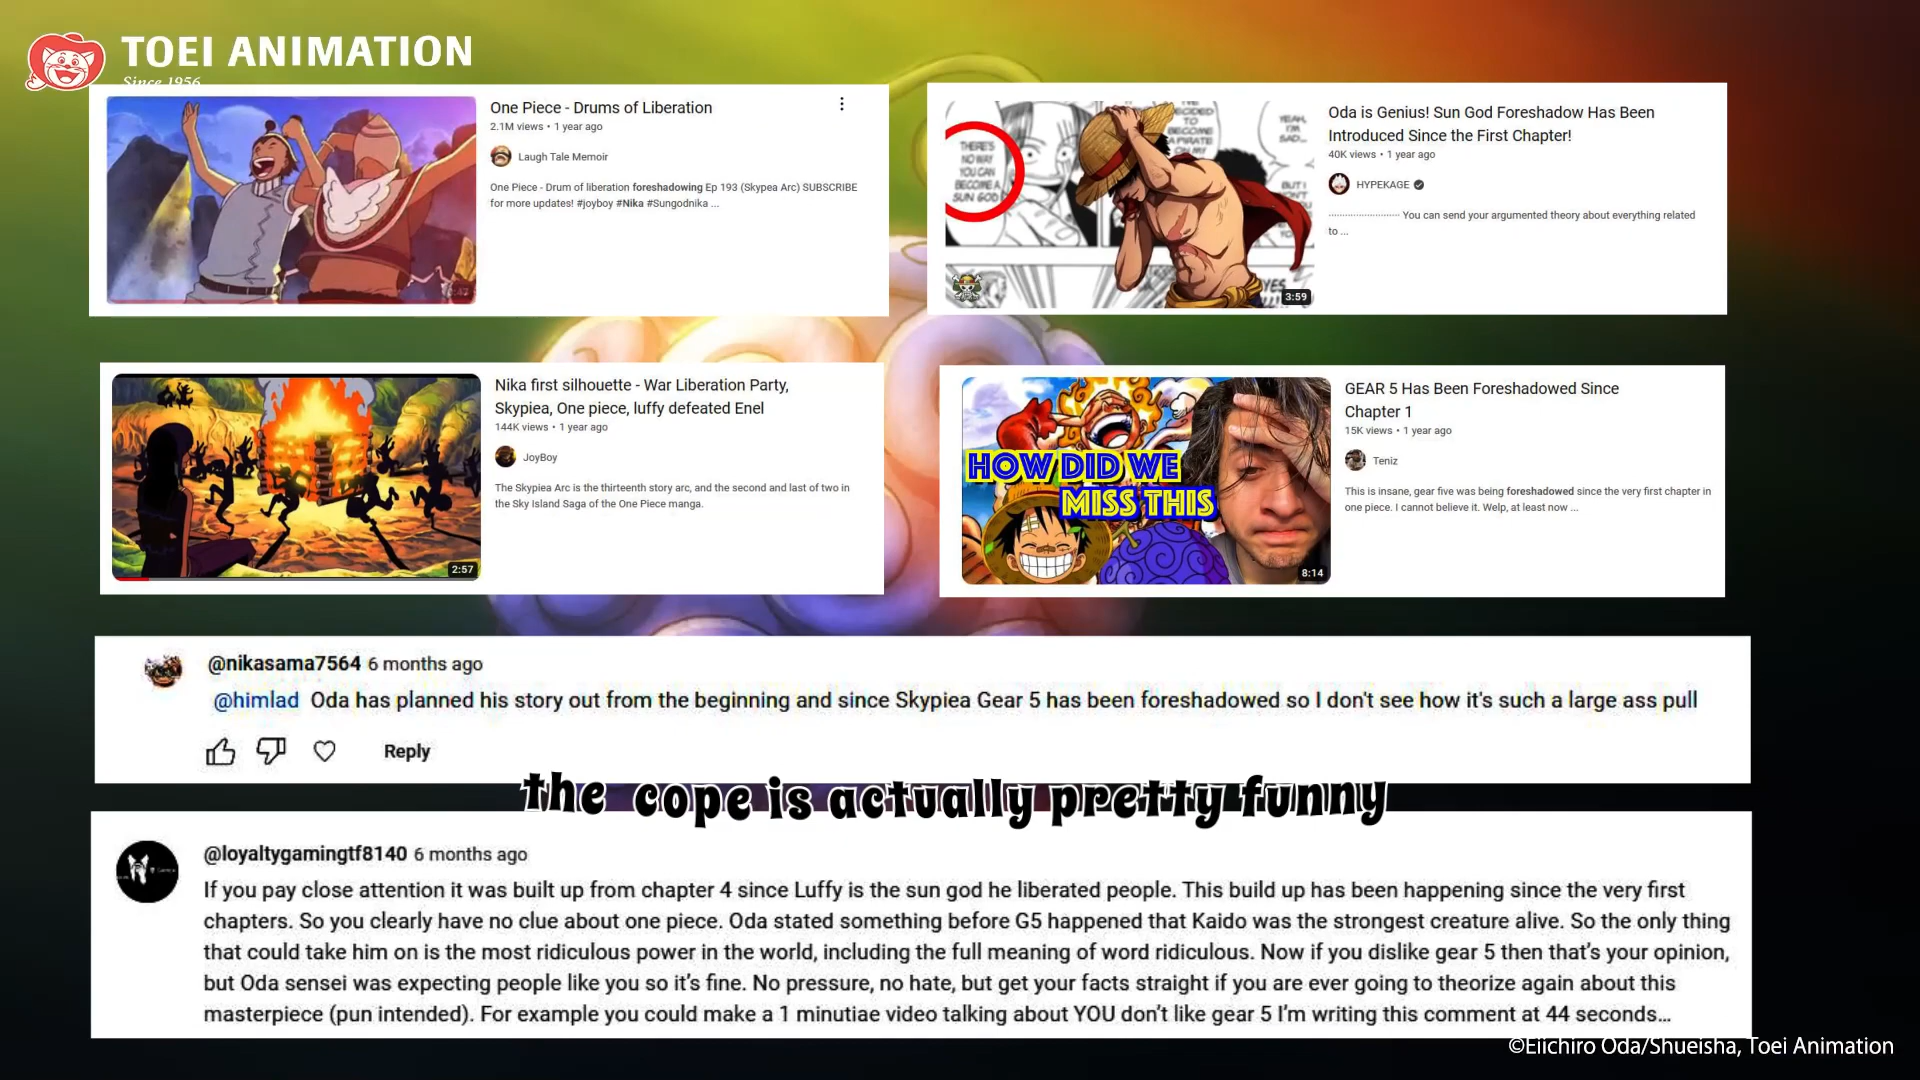 TOEI ANIMATION
Since 1956
One Piece - Drums of Liberation
2.1M views • 1 year ago
Laugh Tale Memoir
One Piece - Drum of liberation foreshadowing Ep 193 (Skypea Arc) SUBSCRIBE
for more updates! #joyboy #Nika #Sungodnika ...
THERE'S
NO WAY
YOU CAN
BECOME A
SUN GOD
DECIDED
TO
BECOME
A PIRATE
YEAH,
I'M
SAD...
YES
3:59
Oda is Genius! Sun God Foreshadow Has Been
Introduced Since the First Chapter!
40K views • 1 year ago
HYPEKAGE
............................ You can send your argumented theory about everything related
to ...
2:57
Nika first silhouette - War Liberation Party,
Skypiea, One piece, luffy defeated Enel
144K views • 1 year ago
JoyBoy
The Skypiea Arc is the thirteenth story arc, and the second and last of two in
the Sky Island Saga of the One Piece manga.
HOW DID WE
MISS THIS
8:14
GEAR 5 Has Been Foreshadowed Since
Chapter 1
15K views • 1 year ago
Teniz
This is insane, gear five was being foreshadowed since the very first chapter in
one piece. I cannot believe it. Welp, at least now ...
@nikasama7564 6 months ago
@himlad Oda has planned his story out from the beginning and since Skypiea Gear 5 has been foreshadowed so I don't see how it's such a large ass pull
Reply
the cope is actually pretty funny
@loyaltygamingtf8140 6 months ago
If you pay close attention it was built up from chapter 4 since Luffy is the sun god he liberated people. This build up has been happening since the very first
chapters. So you clearly have no clue about one piece. Oda stated something before G5 happened that Kaido was the strongest creature alive. So the only thing
that could take him on is the most ridiculous power in the world, including the full meaning of word ridiculous. Now if you dislike gear 5 then that's your opinion,
but Oda sensei was expecting people like you so it's fine. No pressure, no hate, but get your facts straight if you are ever going to theorize again about this
masterpiece (pun intended). For example you could make a 1 minutiae video talking about YOU don't like gear 5 I'm writing this comment at 44 seconds...
©Eiichiro Oda/Shueisha, Toei Animation